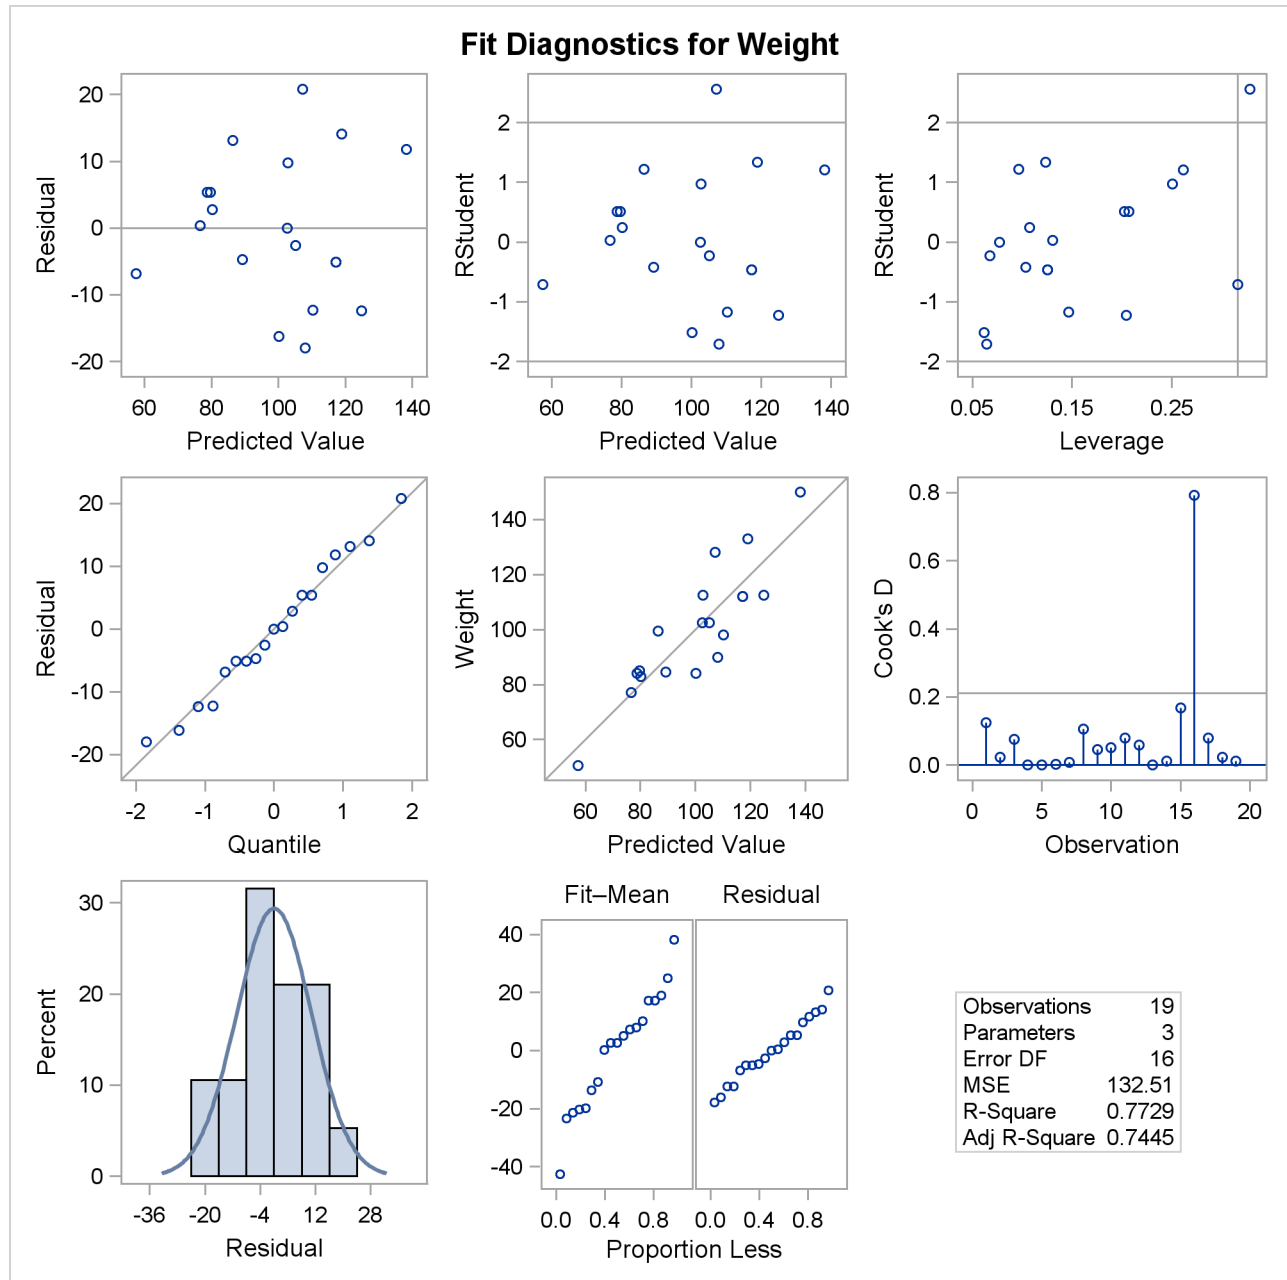 Fit Diagnostics for Weight
Residual
20
10
0
-10
-20
60 80 100 120 140
Predicted Value
RStudent
2
1
0
-1
-2
60 80 100 120 140
Predicted Value
RStudent
2
1
0
-1
-2
0.05 0.15 0.25
Leverage
Residual
20
10
0
-10
-20
-2 -1 0 1 2
Quantile
Weight
140
120
100
80
60
60 80 100 120 140
Predicted Value
Cook's D
0.8
0.6
0.4
0.2
0.0
0 5 10 15 20
Observation
Percent
30
20
10
0
-36 -20 -4 12 28
Residual
Fit–Mean Residual
40
20
0
-20
-40
0.0 0.4 0.8 0.0 0.4 0.8
Proportion Less
Observations 19
Parameters 3
Error DF 16
MSE 132.51
R-Square 0.7729
Adj R-Square 0.7445